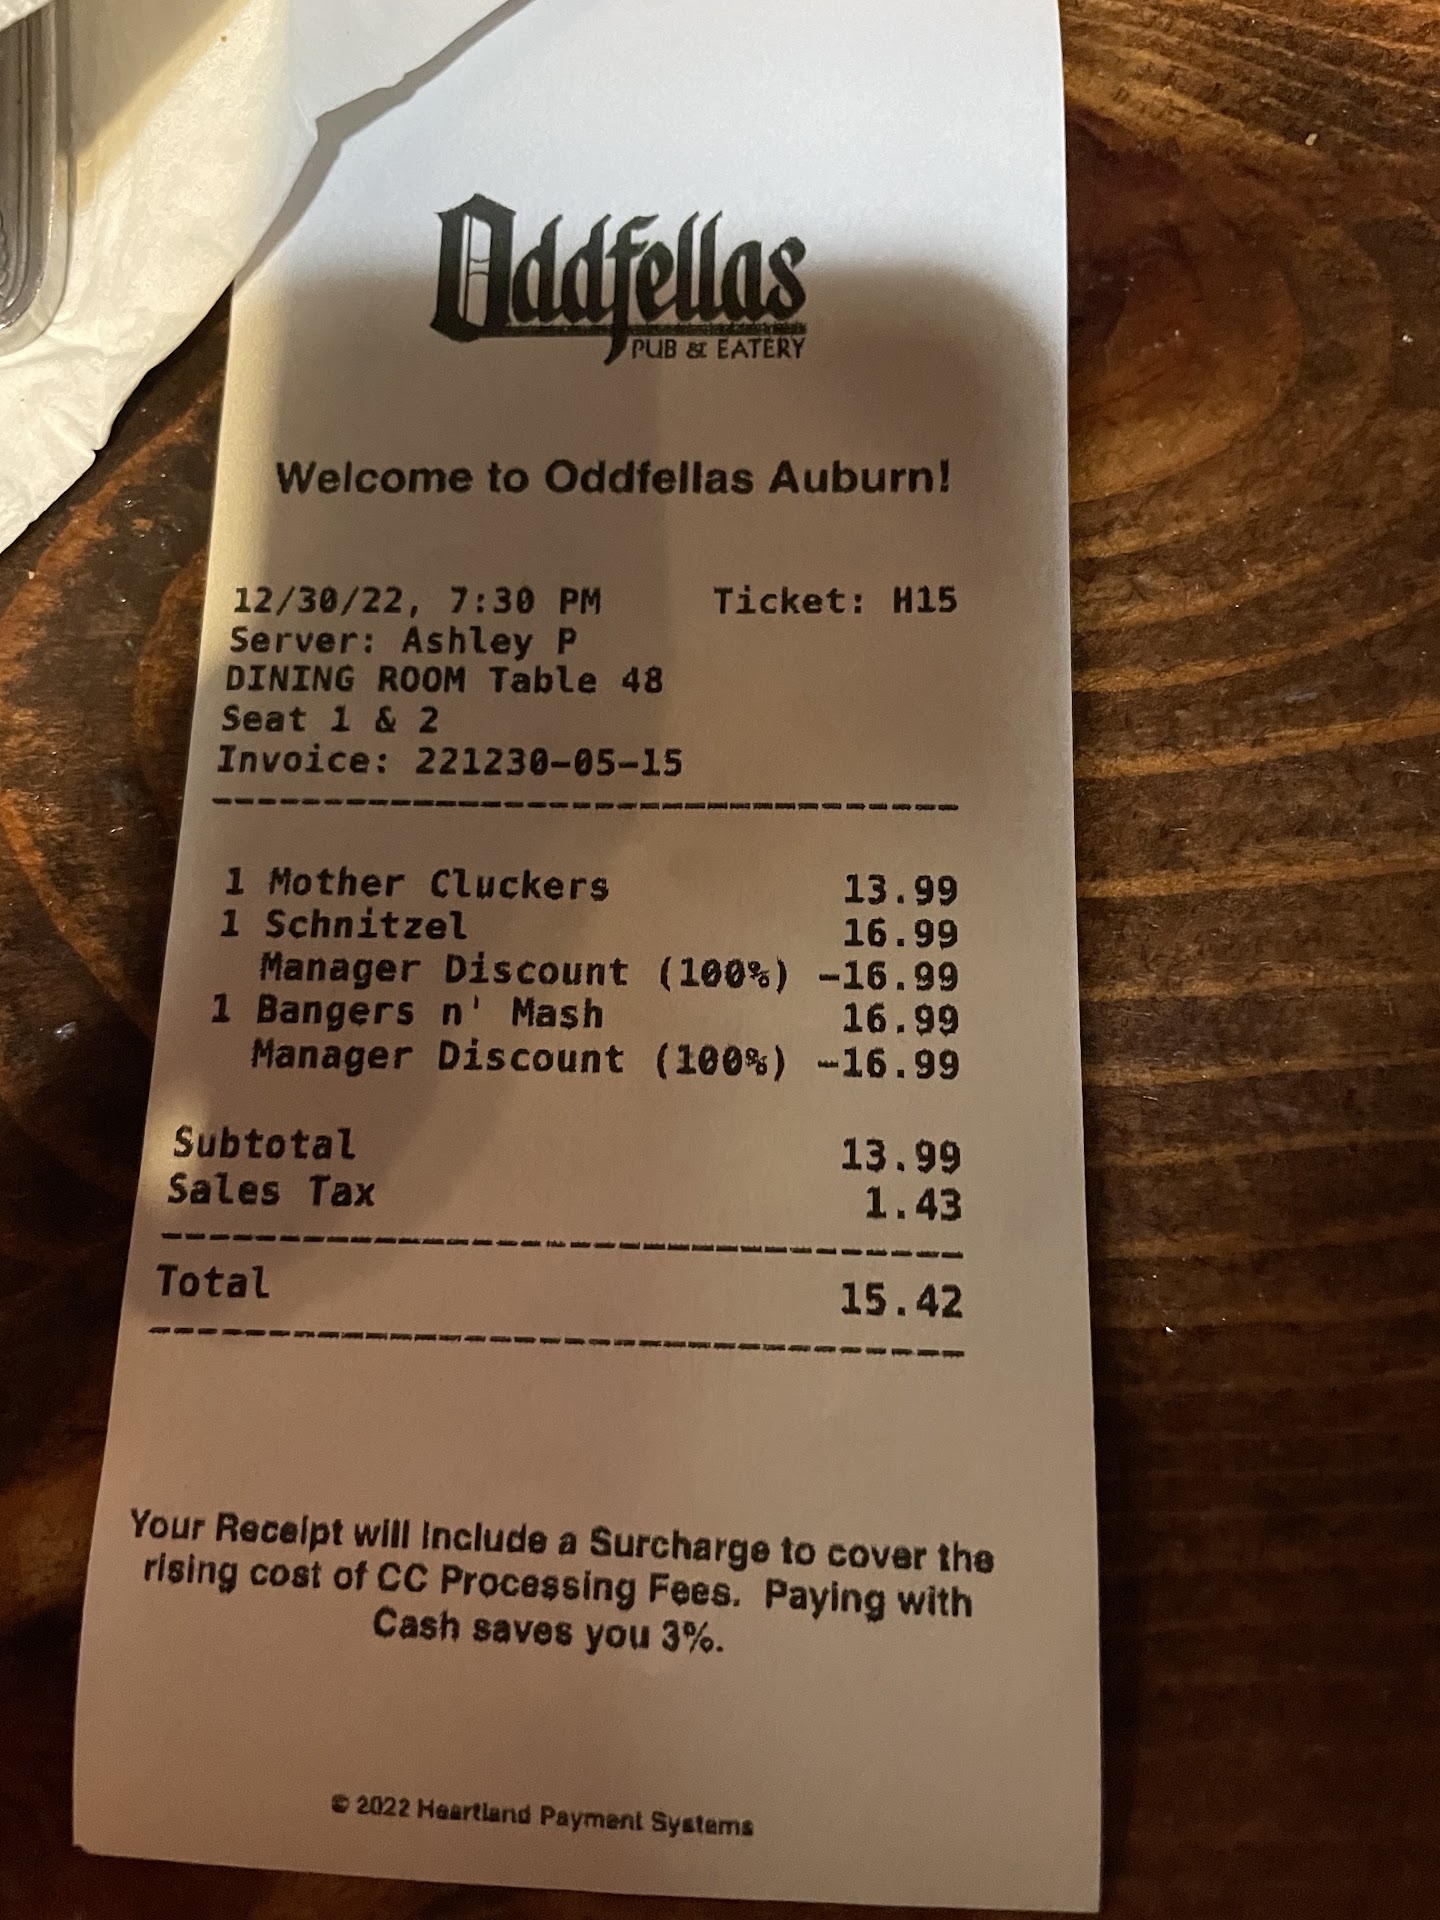 Oddfellas
PUB & EATERY
Welcome to Oddfellas Auburn!
12/30/22, 7:30 PM Ticket: H15
Server: Ashley P
DINING ROOM Table 48
Seat 1 & 2
Invoice: 221230-05-15
1 Mother Cluckers 13.99
1 Schnitzel 16.99
Manager Discount (100%) -16.99
1 Bangers n' Mash 16.99
Manager Discount (100%) -16.99
Subtotal 13.99
Sales Tax 1.43
Total 15.42
Your Receipt will Include a Surcharge to cover the
rising cost of CC Processing Fees. Paying with
Cash saves you 3%.
© 2022 Heartland Payment Systems